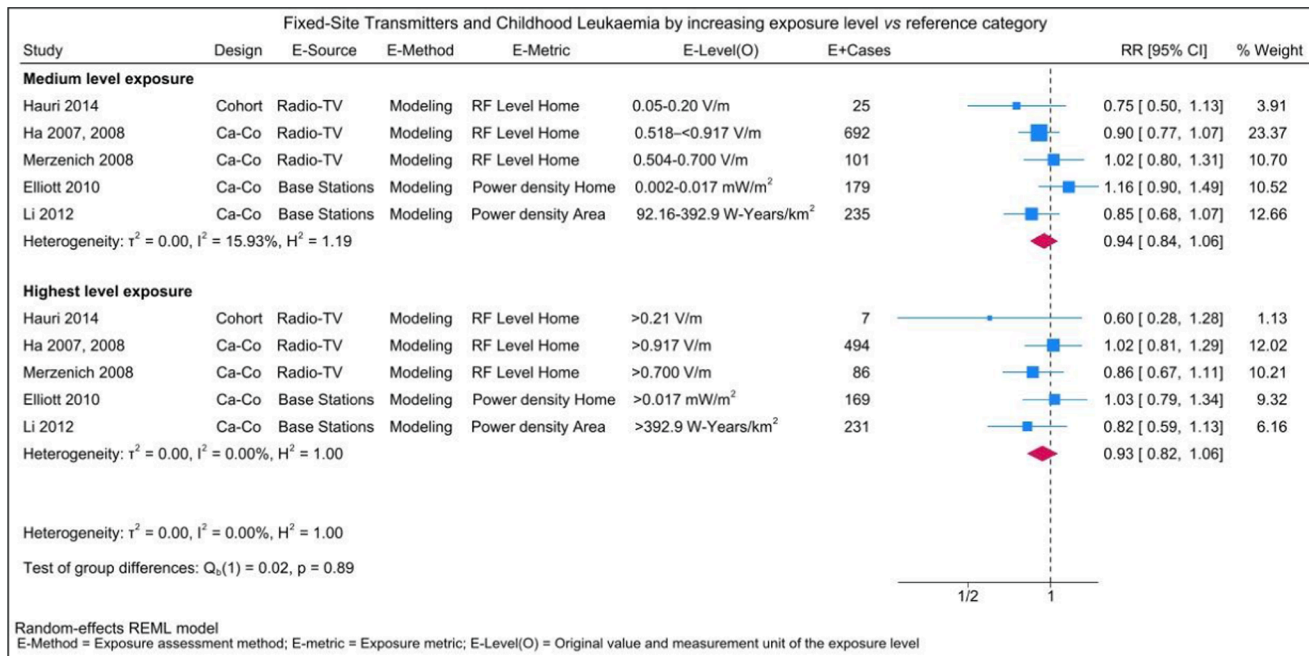 Fixed-Site Transmitters and Childhood Leukaemia by increasing exposure level vs reference category
Study Design E-Source E-Method E-Metric E-Level(O) E+Cases RR [95% CI] % Weight
Medium level exposure
Hauri 2014 Cohort Radio-TV Modeling RF Level Home 0.05-0.20 V/m 25 0.75 [ 0.50, 1.13] 3.91
Ha 2007, 2008 Ca-Co Radio-TV Modeling RF Level Home 0.518–<0.917 V/m 692 0.90 [ 0.77, 1.07] 23.37
Merzenich 2008 Ca-Co Radio-TV Modeling RF Level Home 0.504-0.700 V/m 101 1.02 [ 0.80, 1.31] 10.70
Elliott 2010 Ca-Co Base Stations Modeling Power density Home 0.002-0.017 mW/m² 179 1.16 [ 0.90, 1.49] 10.52
Li 2012 Ca-Co Base Stations Modeling Power density Area 92.16-392.9 W-Years/km² 235 0.85 [ 0.68, 1.07] 12.66
Heterogeneity: τ² = 0.00, I² = 15.93%, H² = 1.19 0.94 [ 0.84, 1.06]
Highest level exposure
Hauri 2014 Cohort Radio-TV Modeling RF Level Home >0.21 V/m 7 0.60 [ 0.28, 1.28] 1.13
Ha 2007, 2008 Ca-Co Radio-TV Modeling RF Level Home >0.917 V/m 494 1.02 [ 0.81, 1.29] 12.02
Merzenich 2008 Ca-Co Radio-TV Modeling RF Level Home >0.700 V/m 86 0.86 [ 0.67, 1.11] 10.21
Elliott 2010 Ca-Co Base Stations Modeling Power density Home >0.017 mW/m² 169 1.03 [ 0.79, 1.34] 9.32
Li 2012 Ca-Co Base Stations Modeling Power density Area >392.9 W-Years/km² 231 0.82 [ 0.59, 1.13] 6.16
Heterogeneity: τ² = 0.00, I² = 0.00%, H² = 1.00 0.93 [ 0.82, 1.06]
Heterogeneity: τ² = 0.00, I² = 0.00%, H² = 1.00
Test of group differences: Q_b(1) = 0.02, p = 0.89
1/2 1
Random-effects REML model
E-Method = Exposure assessment method; E-metric = Exposure metric; E-Level(O) = Original value and measurement unit of the exposure level